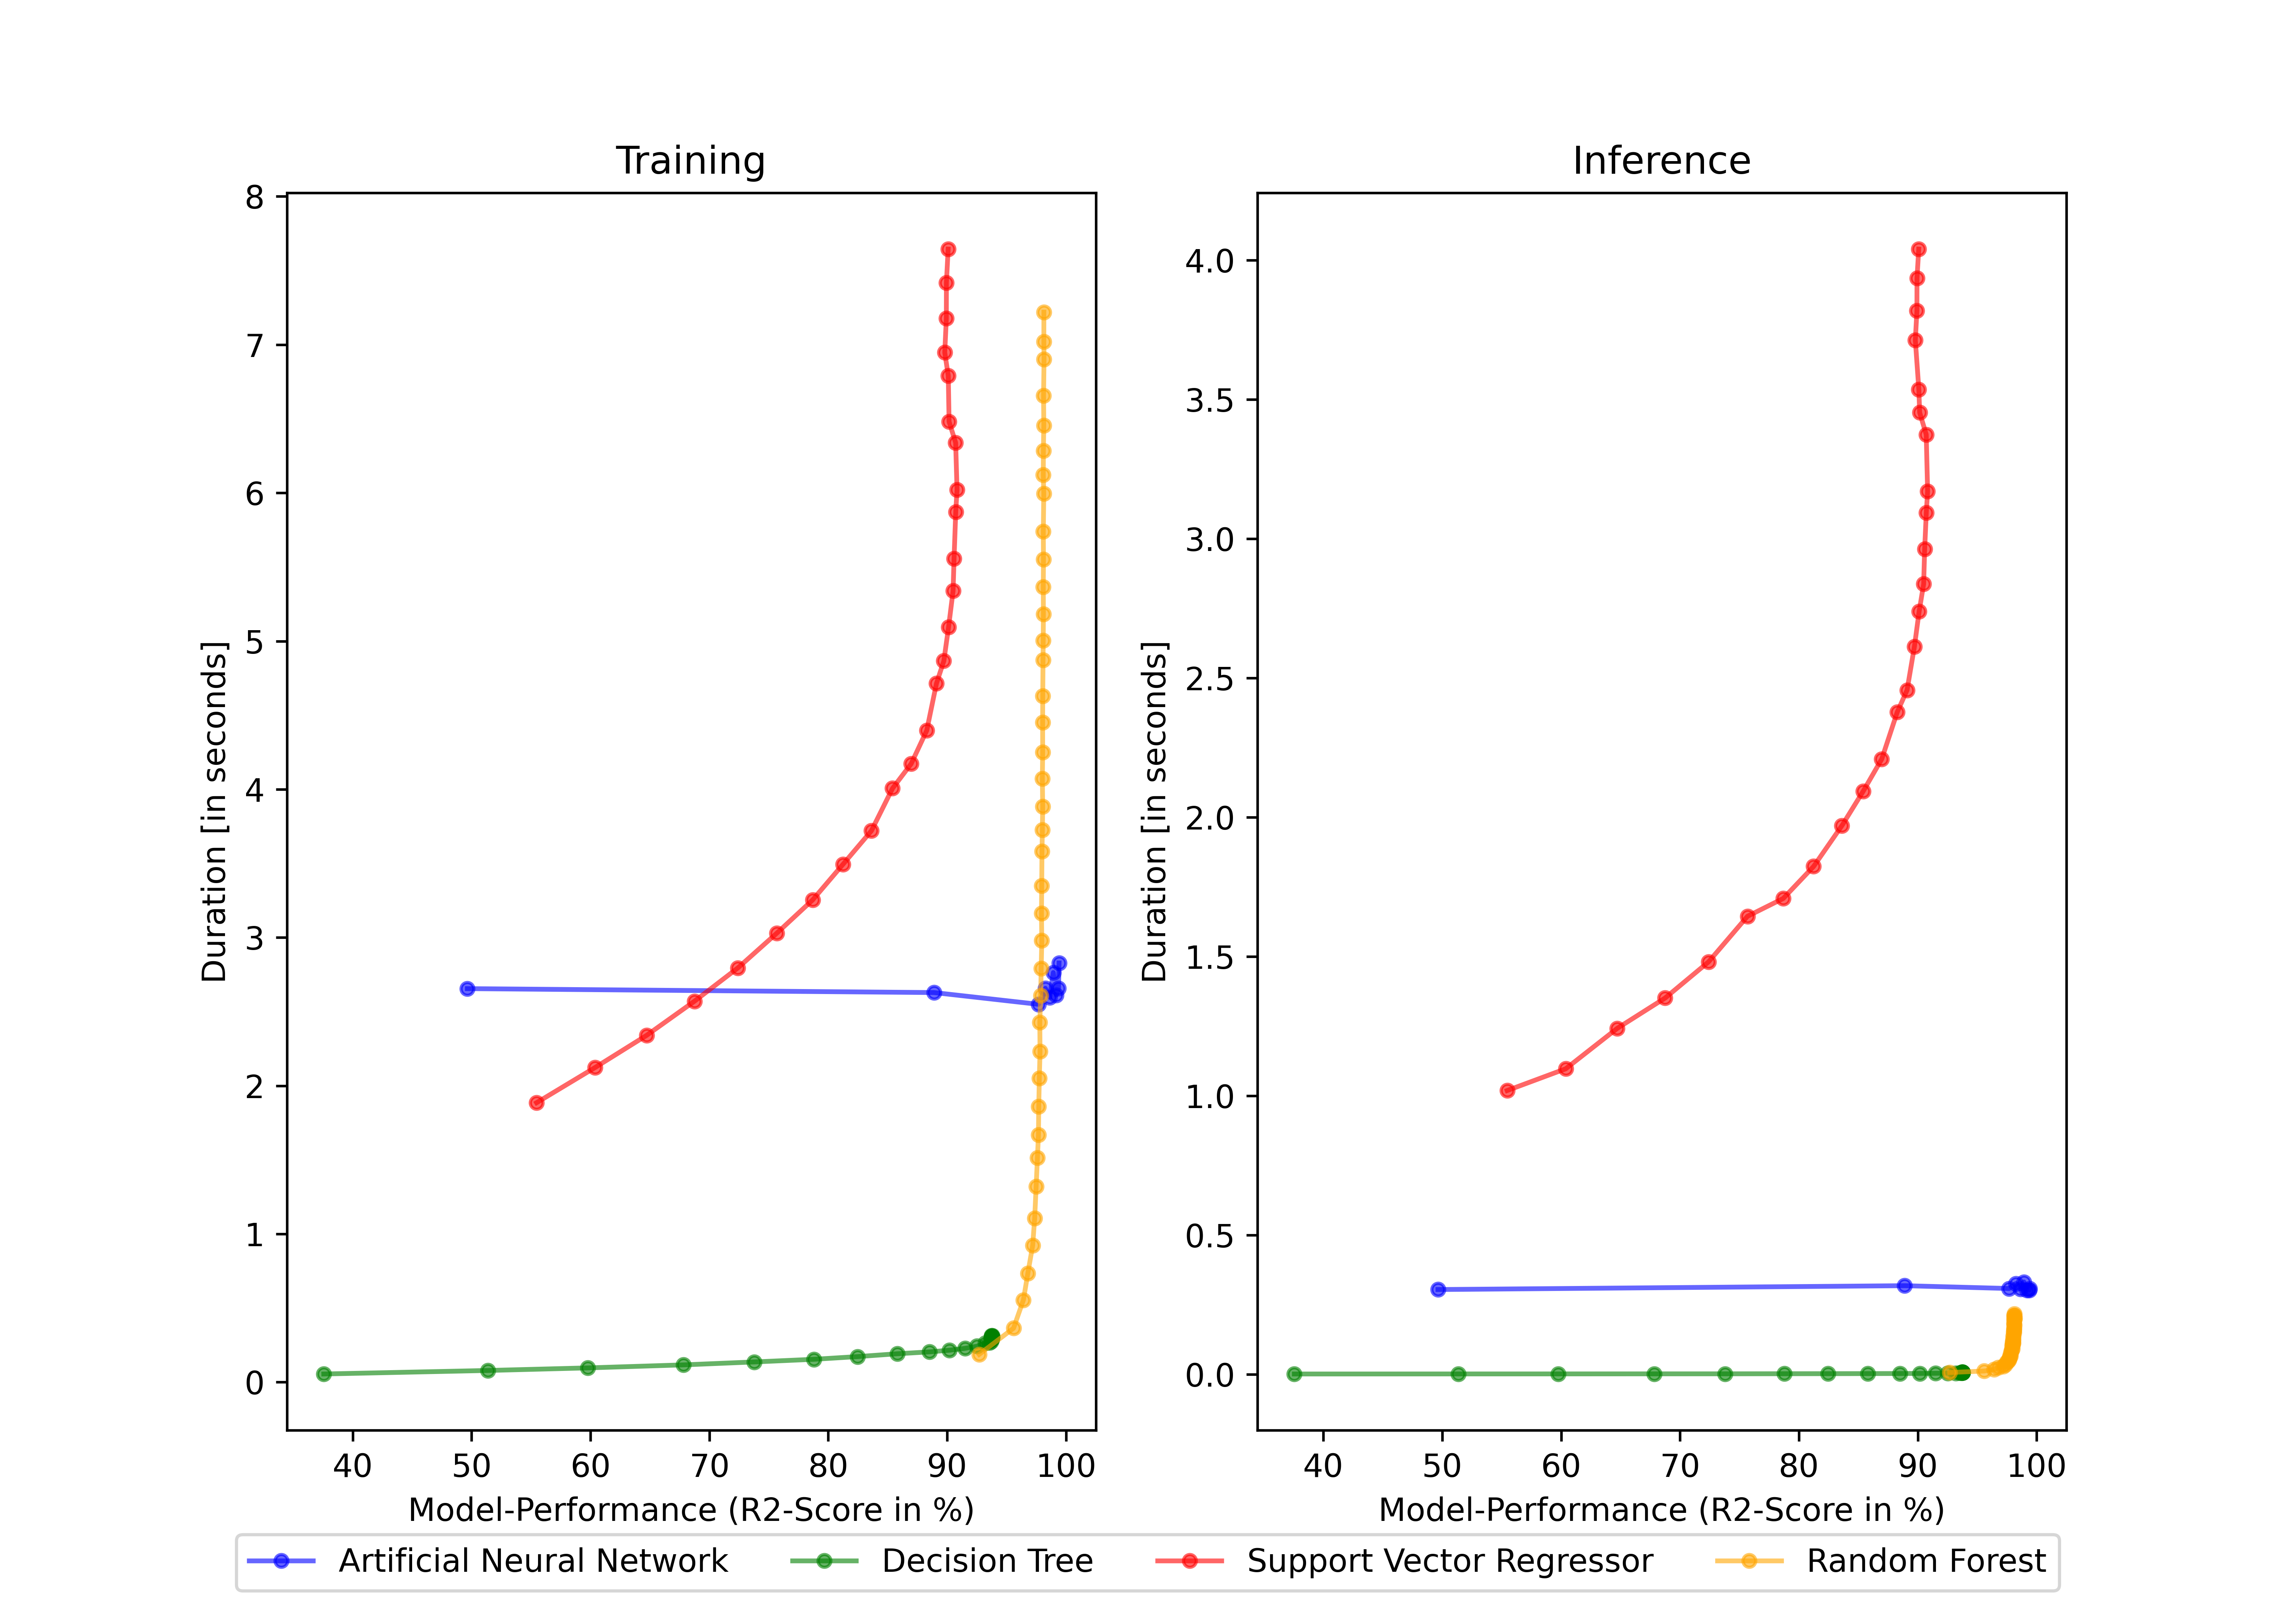 Training
8
7
6
5
4
3
2
1
0
Duration [in seconds]
40 50 60 70 80 90 100
Model-Performance (R2-Score in %)
Inference
4.0
3.5
3.0
2.5
2.0
1.5
1.0
0.5
0.0
Duration [in seconds]
40 50 60 70 80 90 100
Model-Performance (R2-Score in %)
Artificial Neural Network Decision Tree Support Vector Regressor Random Forest